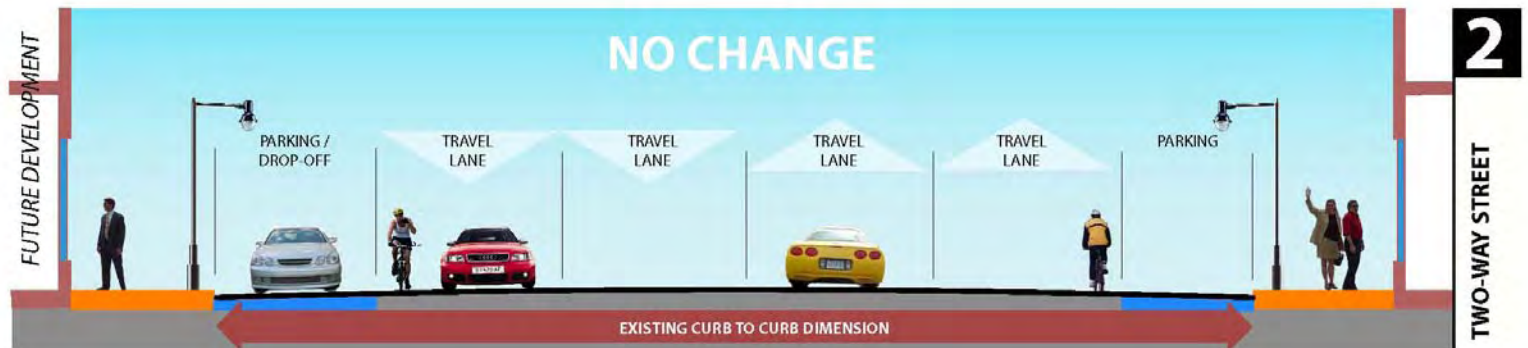 FUTURE DEVELOPMENT
NO CHANGE
PARKING /
DROP-OFF
TRAVEL
LANE
TRAVEL
LANE
TRAVEL
LANE
TRAVEL
LANE
PARKING
EXISTING CURB TO CURB DIMENSION
2
TWO-WAY STREET